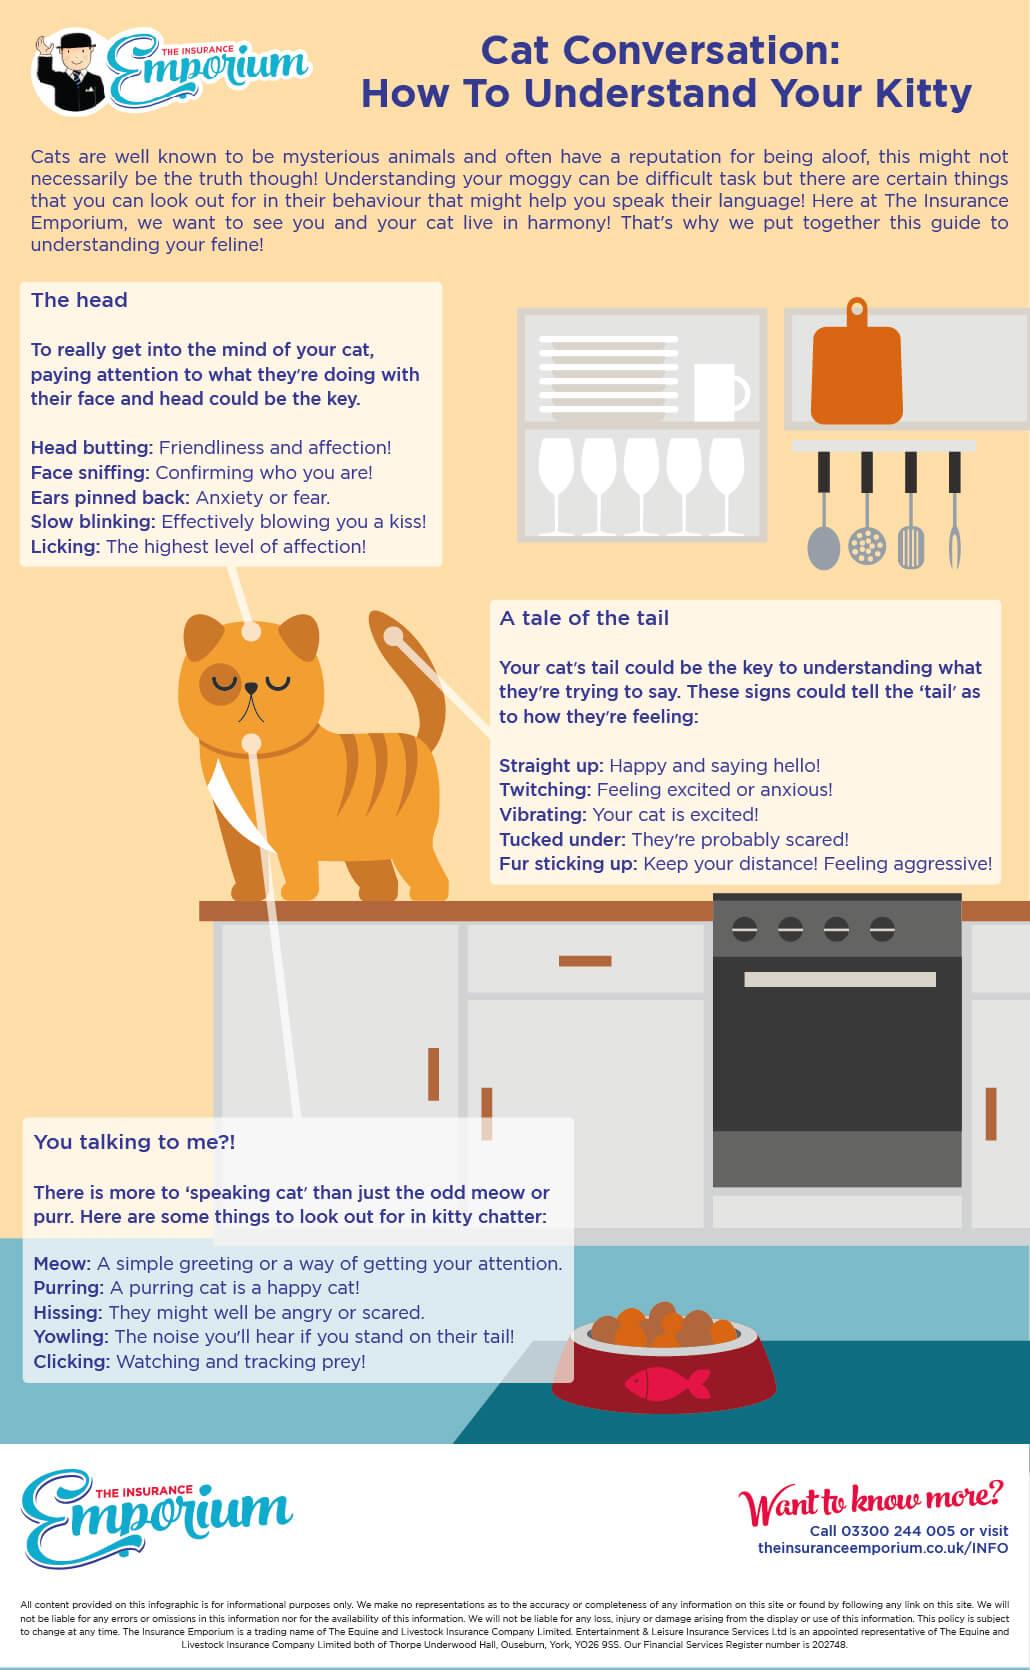 THE INSURANCE
Emporium
Cat Conversation:
How To Understand Your Kitty
Cats are well known to be mysterious animals and often have a reputation for being aloof, this might not
necessarily be the truth though! Understanding your moggy can be difficult task but there are certain things
that you can look out for in their behaviour that might help you speak their language! Here at The Insurance
Emporium, we want to see you and your cat live in harmony! That's why we put together this guide to
understanding your feline!
The head
To really get into the mind of your cat,
paying attention to what they're doing with
their face and head could be the key.
Head butting: Friendliness and affection!
Face sniffing: Confirming who you are!
Ears pinned back: Anxiety or fear.
Slow blinking: Effectively blowing you a kiss!
Licking: The highest level of affection!
A tale of the tail
Your cat's tail could be the key to understanding what
they're trying to say. These signs could tell the ‘tail' as
to how they're feeling:
Straight up: Happy and saying hello!
Twitching: Feeling excited or anxious!
Vibrating: Your cat is excited!
Tucked under: They're probably scared!
Fur sticking up: Keep your distance! Feeling aggressive!
You talking to me?!
There is more to ‘speaking cat' than just the odd meow or
purr. Here are some things to look out for in kitty chatter:
Meow: A simple greeting or a way of getting your attention.
Purring: A purring cat is a happy cat!
Hissing: They might well be angry or scared.
Yowling: The noise you'll hear if you stand on their tail!
Clicking: Watching and tracking prey!
THE INSURANCE
Emporium
Want to know more?
Call 03300 244 005 or visit
theinsuranceemporium.co.uk/INFO
All content provided on this infographic is for informational purposes only. We make no representations as to the accuracy or completeness of any information on this site or found by following any link on this site. We will
not be liable for any errors or omissions in this information nor for the availability of this information. We will not be liable for any loss, injury or damage arising from the display or use of this information. This policy is subject
to change at any time. The Insurance Emporium is a trading name of The Equine and Livestock Insurance Company Limited. Entertainment & Leisure Insurance Services Ltd is an appointed representative of The Equine and
Livestock Insurance Company Limited both of Thorpe Underwood Hall, Ouseburn, York, YO26 9SS. Our Financial Services Register number is 202748.